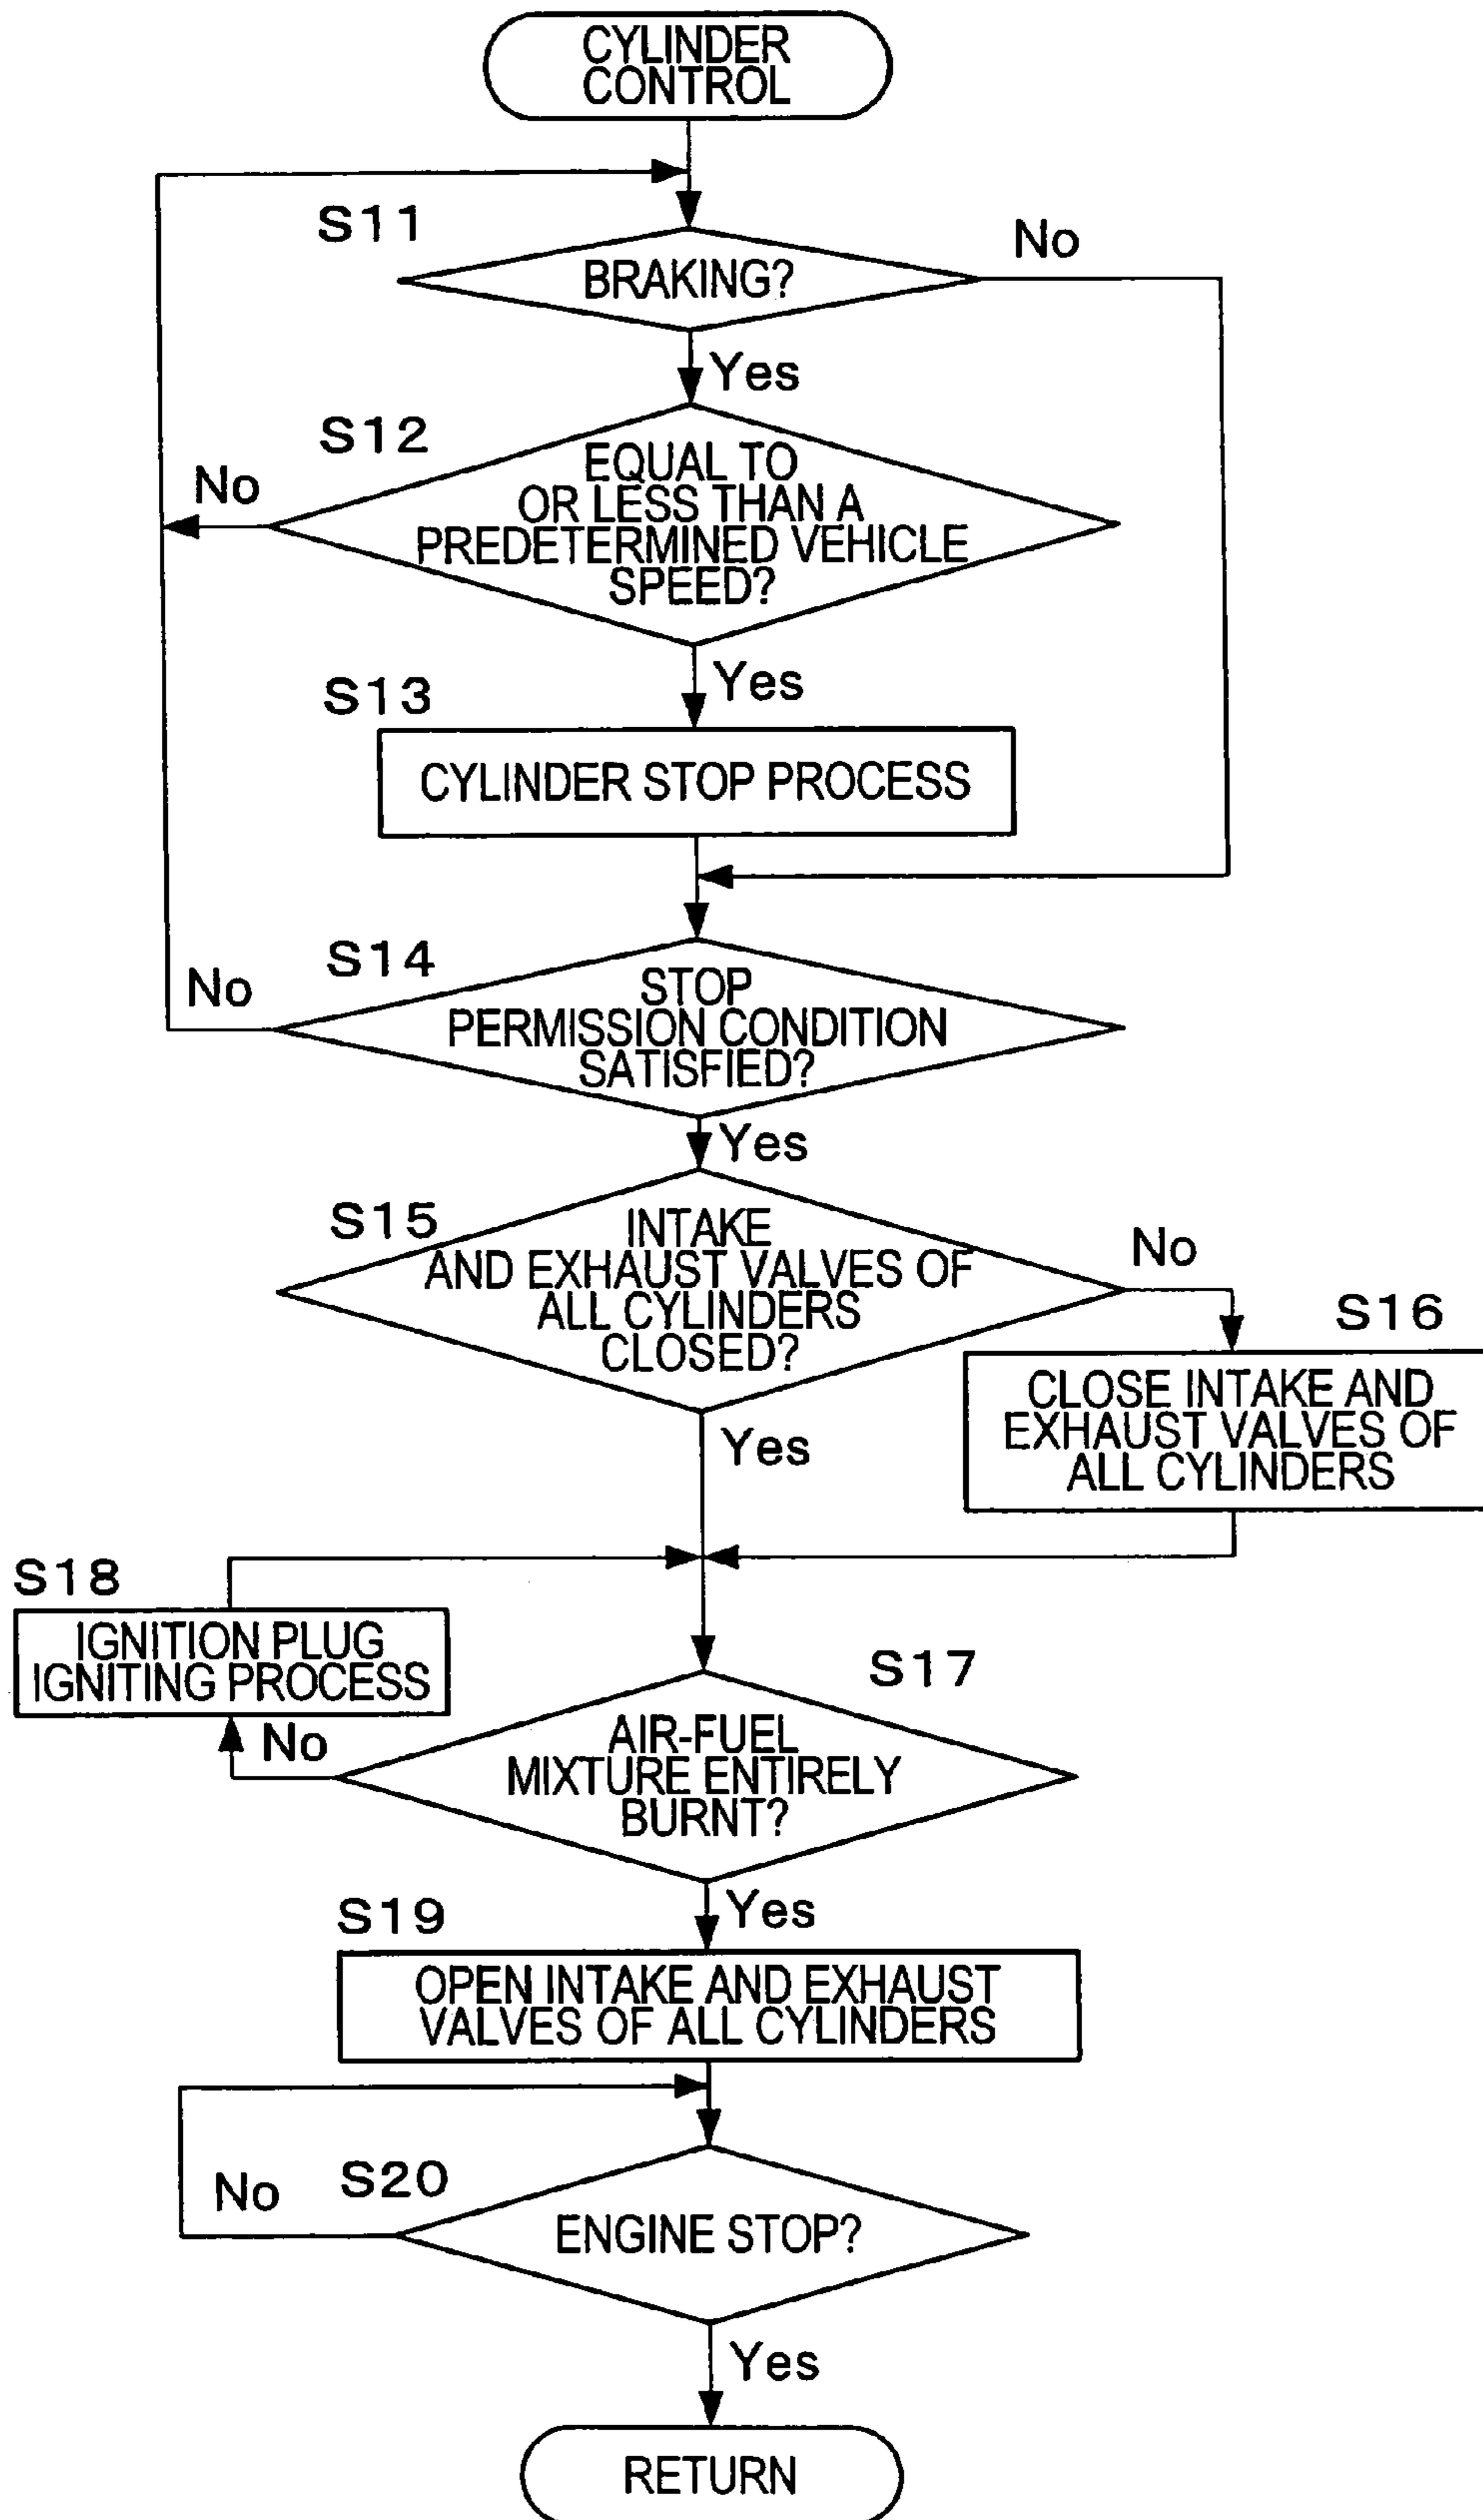 CYLINDER
CONTROL
S11
BRAKING?
No
Yes
S12
EQUAL TO
OR LESS THAN A
PREDETERMINED VEHICLE
SPEED?
No
Yes
S13
CYLINDER STOP PROCESS
S14
STOP
PERMISSION CONDITION
SATISFIED?
No
Yes
S15
INTAKE
AND EXHAUST VALVES OF
ALL CYLINDERS
CLOSED?
No
S16
CLOSE INTAKE AND
EXHAUST VALVES OF
ALL CYLINDERS
Yes
S18
IGNITION PLUG
IGNITING PROCESS
No
S17
AIR-FUEL
MIXTURE ENTIRELY
BURNT?
Yes
S19
OPEN INTAKE AND EXHAUST
VALVES OF ALL CYLINDERS
S20
No
ENGINE STOP?
Yes
RETURN